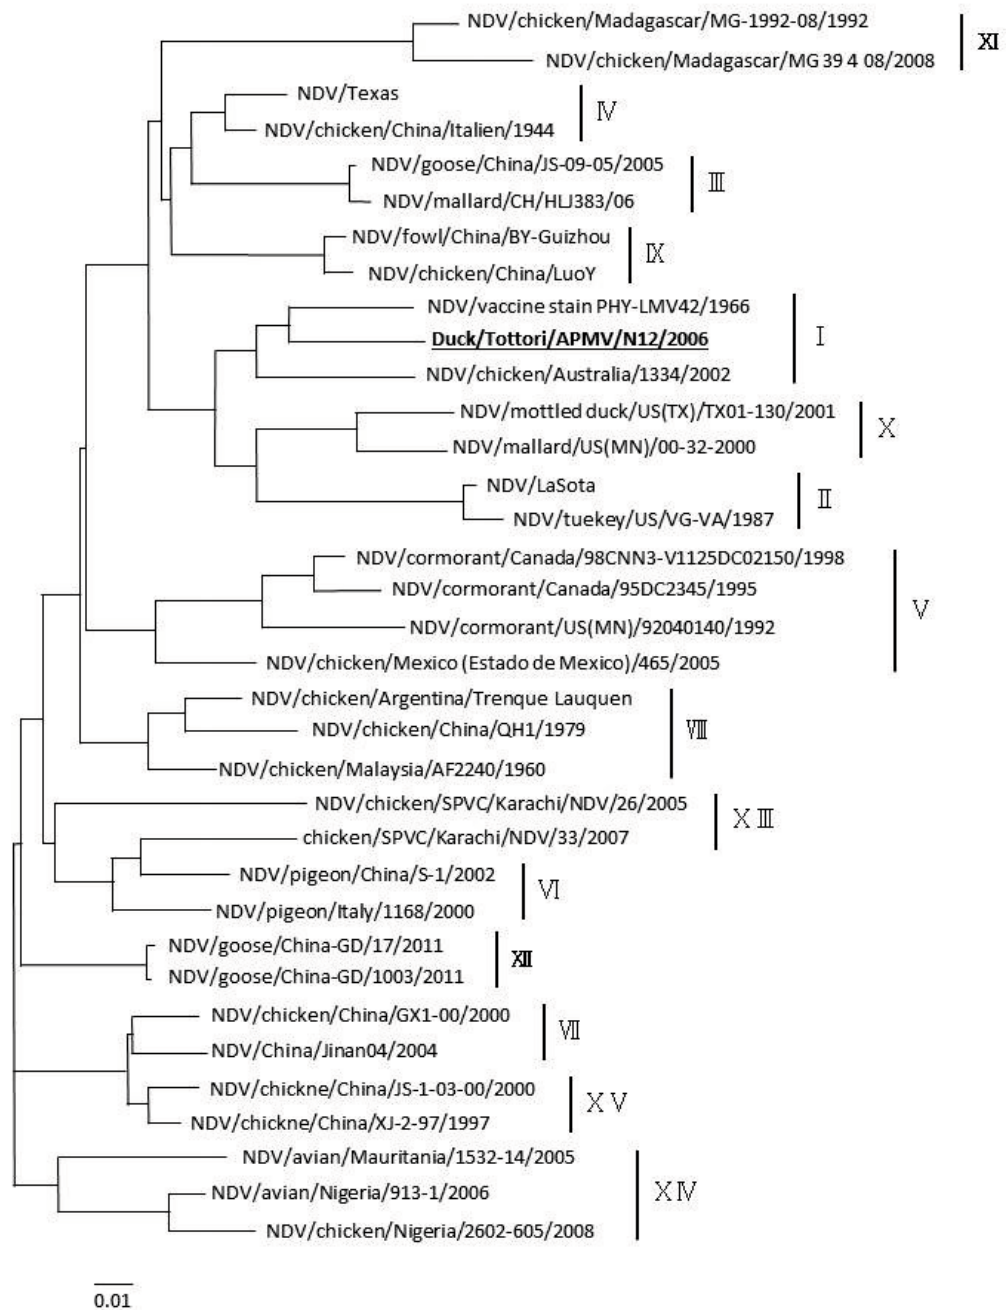 NDV/chicken/Madagascar/MG-1992-08/1992
XI
NDV/chicken/Madagascar/MG 39 4 08/2008
NDV/Texas
Ⅳ
NDV/chicken/China/Italien/1944
NDV/goose/China/JS-09-05/2005
Ⅲ
NDV/mallard/CH/HLJ383/06
NDV/fowl/China/BY-Guizhou
Ⅸ
NDV/chicken/China/LuoY
NDV/vaccine stain PHY-LMV42/1966
Duck/Tottori/APMV/N12/2006
Ⅰ
NDV/chicken/Australia/1334/2002
NDV/mottled duck/US(TX)/TX01-130/2001
Ⅹ
NDV/mallard/US(MN)/00-32-2000
NDV/LaSota
Ⅱ
NDV/tuekey/US/VG-VA/1987
NDV/cormorant/Canada/98CNN3-V1125DC02150/1998
NDV/cormorant/Canada/95DC2345/1995
Ⅴ
NDV/cormorant/US(MN)/92040140/1992
NDV/chicken/Mexico (Estado de Mexico)/465/2005
NDV/chicken/Argentina/Trenque Lauquen
NDV/chicken/China/QH1/1979
Ⅷ
NDV/chicken/Malaysia/AF2240/1960
NDV/chicken/SPVC/Karachi/NDV/26/2005
Ⅹ Ⅲ
chicken/SPVC/Karachi/NDV/33/2007
NDV/pigeon/China/S-1/2002
Ⅵ
NDV/pigeon/Italy/1168/2000
NDV/goose/China-GD/17/2011
XII
NDV/goose/China-GD/1003/2011
NDV/chicken/China/GX1-00/2000
Ⅶ
NDV/China/Jinan04/2004
NDV/chickne/China/JS-1-03-00/2000
Ⅹ Ⅴ
NDV/chickne/China/XJ-2-97/1997
NDV/avian/Mauritania/1532-14/2005
NDV/avian/Nigeria/913-1/2006
Ⅹ Ⅳ
NDV/chicken/Nigeria/2602-605/2008
0.01